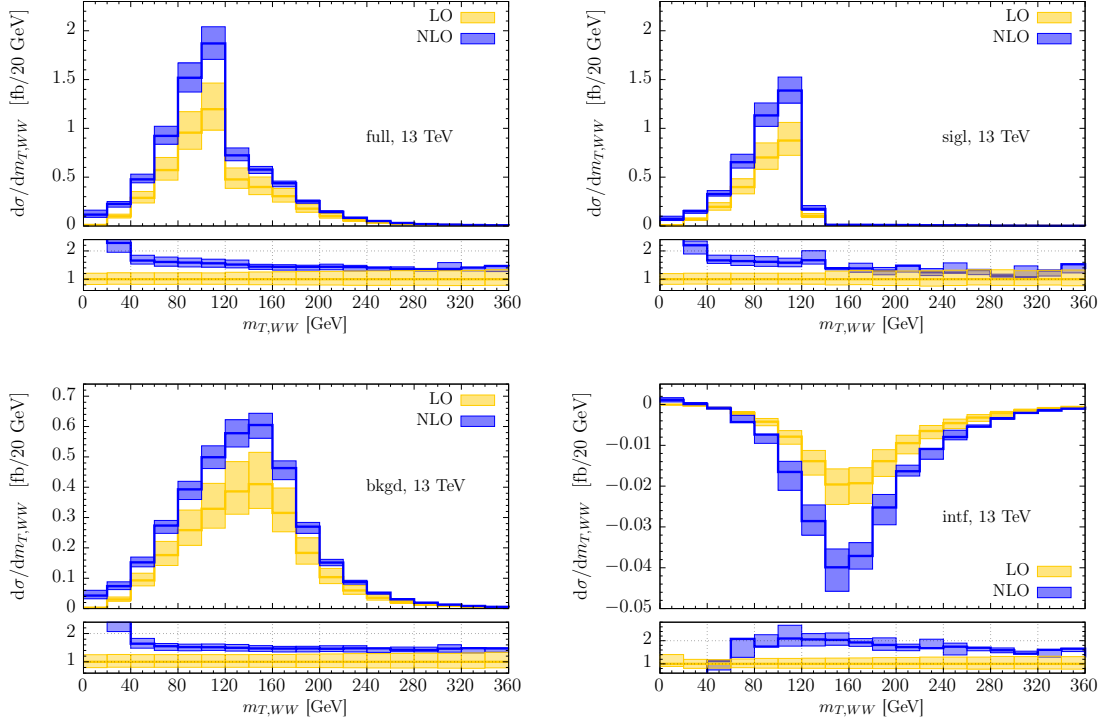 dσ/dm_{T,WW} [fb/20 GeV]
2
1.5
1
0.5
0
LO
NLO
full, 13 TeV
2
1
0 40 80 120 160 200 240 280 320 360
m_{T,WW} [GeV]
dσ/dm_{T,WW} [fb/20 GeV]
2
1.5
1
0.5
0
LO
NLO
sigl, 13 TeV
2
1
0 40 80 120 160 200 240 280 320 360
m_{T,WW} [GeV]
dσ/dm_{T,WW} [fb/20 GeV]
0.7
0.6
0.5
0.4
0.3
0.2
0.1
0
LO
NLO
bkgd, 13 TeV
2
1
0 40 80 120 160 200 240 280 320 360
m_{T,WW} [GeV]
dσ/dm_{T,WW} [fb/20 GeV]
0
−0.01
−0.02
−0.03
−0.04
−0.05
intf, 13 TeV
LO
NLO
2
1
0 40 80 120 160 200 240 280 320 360
m_{T,WW} [GeV]